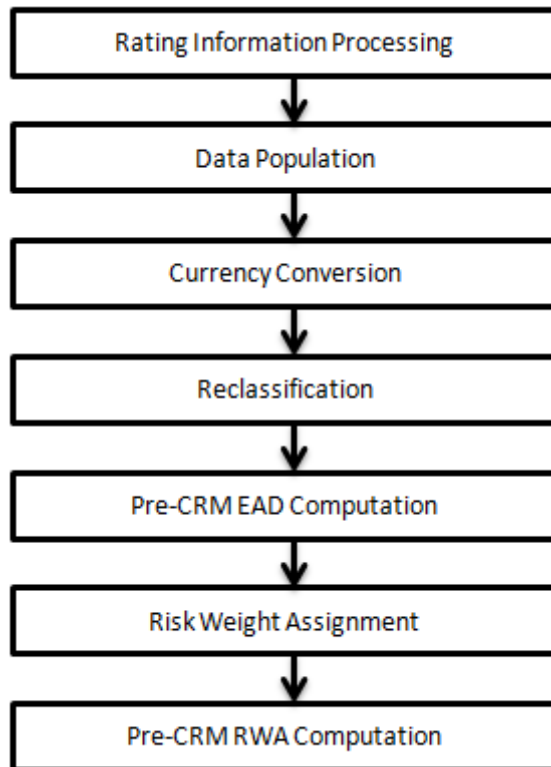 Rating Information Processing
Data Population
Currency Conversion
Reclassification
Pre-CRM EAD Computation
Risk Weight Assignment
Pre-CRM RWA Computation